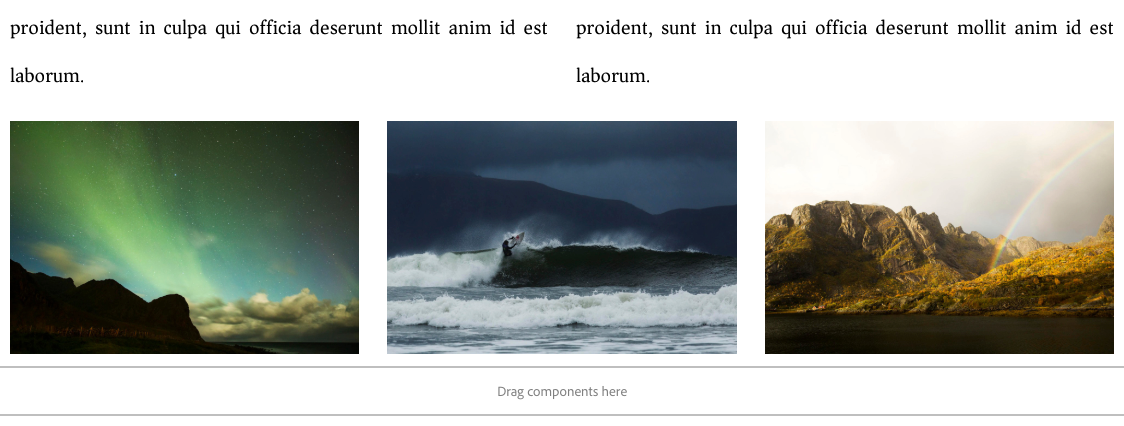 proident, sunt in culpa qui officia deserunt mollit anim id est
laborum.
proident, sunt in culpa qui officia deserunt mollit anim id est
laborum.
Drag components here